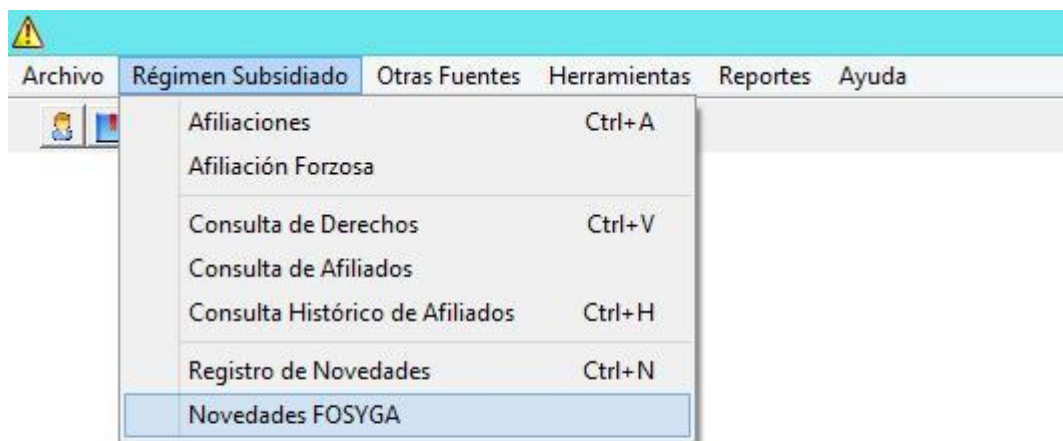 Archivo Régimen Subsidiado Otras Fuentes Herramientas Reportes Ayuda
Afiliaciones Ctrl+A
Afiliación Forzosa
Consulta de Derechos Ctrl+V
Consulta de Afiliados
Consulta Histórico de Afiliados Ctrl+H
Registro de Novedades Ctrl+N
Novedades FOSYGA